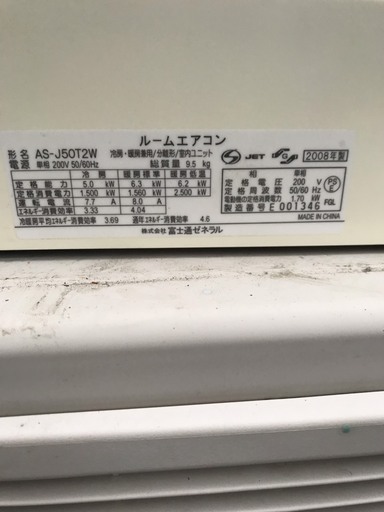 ルームエアコン
形名 AS-J50T2W 冷房・暖房兼用/分離形/室内ユニット
電源 単相 200V 50/60Hz 総質量 9.5 kg
冷房 暖房標準 暖房低温
定格能力 5.0 kW 6.3 kW 6.2 kW
定格消費電力 1,500 kW 1,560 kW 2,500 kW
運転電流 7.7 A 8.0 A
エネルギー消費効率 3.33 4.04
冷暖房平均エネルギー消費効率 3.69 通年エネルギー消費効率 4.6
株式会社 富士通ゼネラル
JET 2008年製
相 単相
定格電圧 200 V
定格周波数 50/60 Hz
電動機の定格消費電力 1.70 kW
製造番号 E 001346
PS E
FGL
MADE IN CHINA